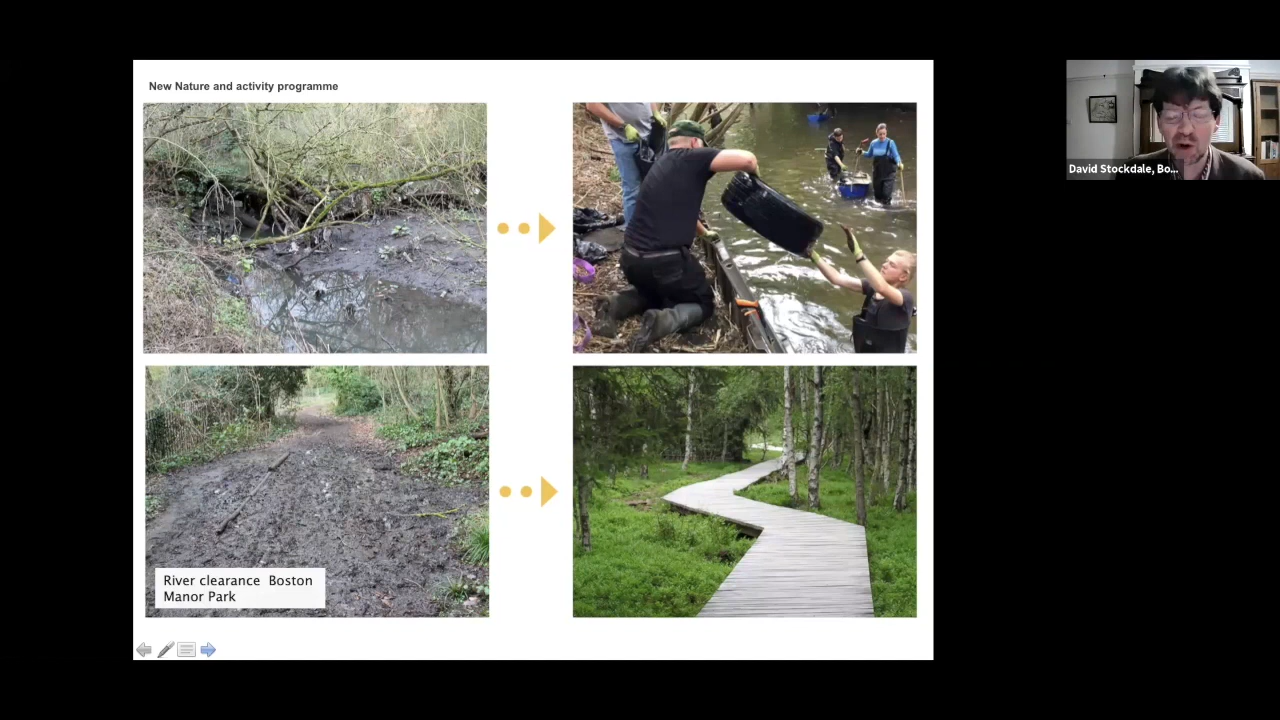 New Nature and activity programme
David Stockdale, Bo...
River clearance  Boston
Manor Park